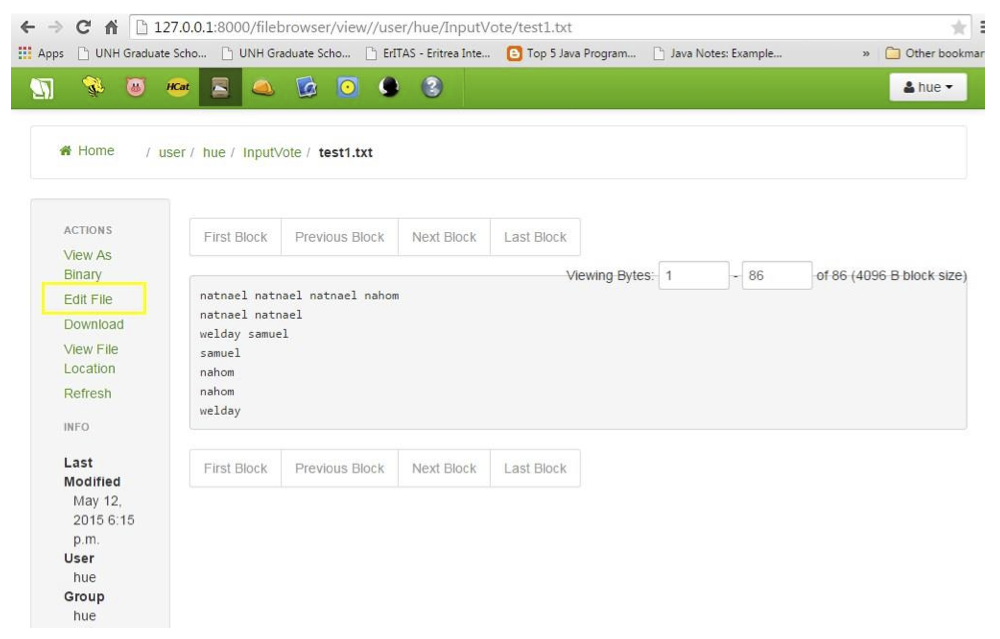 127.0.0.1:8000/filebrowser/view//user/hue/InputVote/test1.txt
Apps UNH Graduate Scho... UNH Graduate Scho... ErITAS - Eritrea Inte... Top 5 Java Program... Java Notes: Example... » Other bookmar
HCat hue
Home / user / hue / InputVote / test1.txt
ACTIONS
View As
Binary
Edit File
Download
View File
Location
Refresh
INFO
Last
Modified
May 12,
2015 6:15
p.m.
User
hue
Group
hue
First Block Previous Block Next Block Last Block
Viewing Bytes: 1 - 86 of 86 (4096 B block size)
natnael natnael natnael nahom
natnael natnael
welday samuel
samuel
nahom
nahom
welday
First Block Previous Block Next Block Last Block